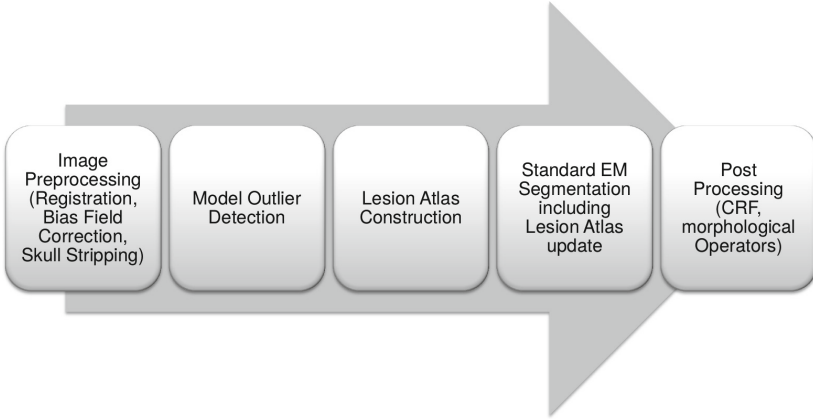 Image
Preprocessing
(Registration,
Bias Field
Correction,
Skull Stripping)
Model Outlier
Detection
Lesion Atlas
Construction
Standard EM
Segmentation
including
Lesion Atlas
update
Post
Processing
(CRF,
morphological
Operators)